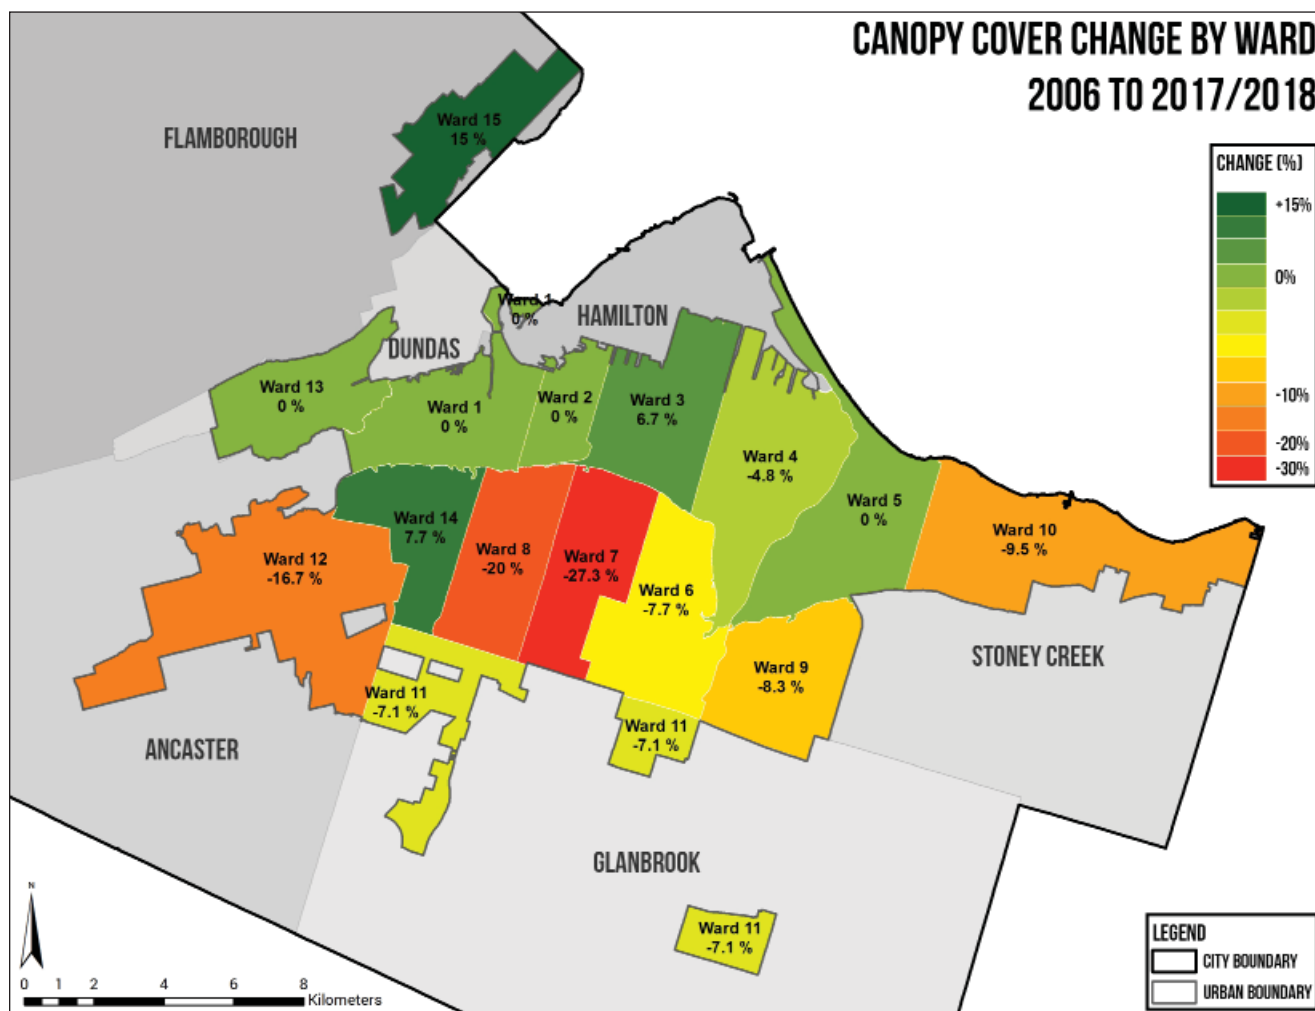 CANOPY COVER CHANGE BY WARD
2006 TO 2017/2018
CHANGE (%)
+15%
0%
-10%
-20%
-30%
FLAMBOROUGH
Ward 15
15 %
Ward 1
0 %
HAMILTON
DUNDAS
Ward 13
0 %
Ward 1
0 %
Ward 2
0 %
Ward 3
6.7 %
Ward 4
-4.8 %
Ward 5
0 %
Ward 10
-9.5 %
Ward 14
7.7 %
Ward 12
-16.7 %
Ward 8
-20 %
Ward 7
-27.3 %
Ward 6
-7.7 %
Ward 9
-8.3 %
STONEY CREEK
Ward 11
-7.1 %
Ward 11
-7.1 %
ANCASTER
GLANBROOK
Ward 11
-7.1 %
N
0 1 2 4 6 8
Kilometers
LEGEND
CITY BOUNDARY
URBAN BOUNDARY